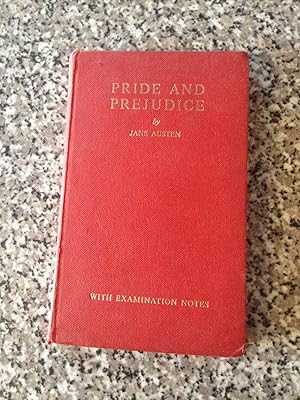 PRIDE AND
PREJUDICE
by
JANE AUSTEN
WITH EXAMINATION NOTES